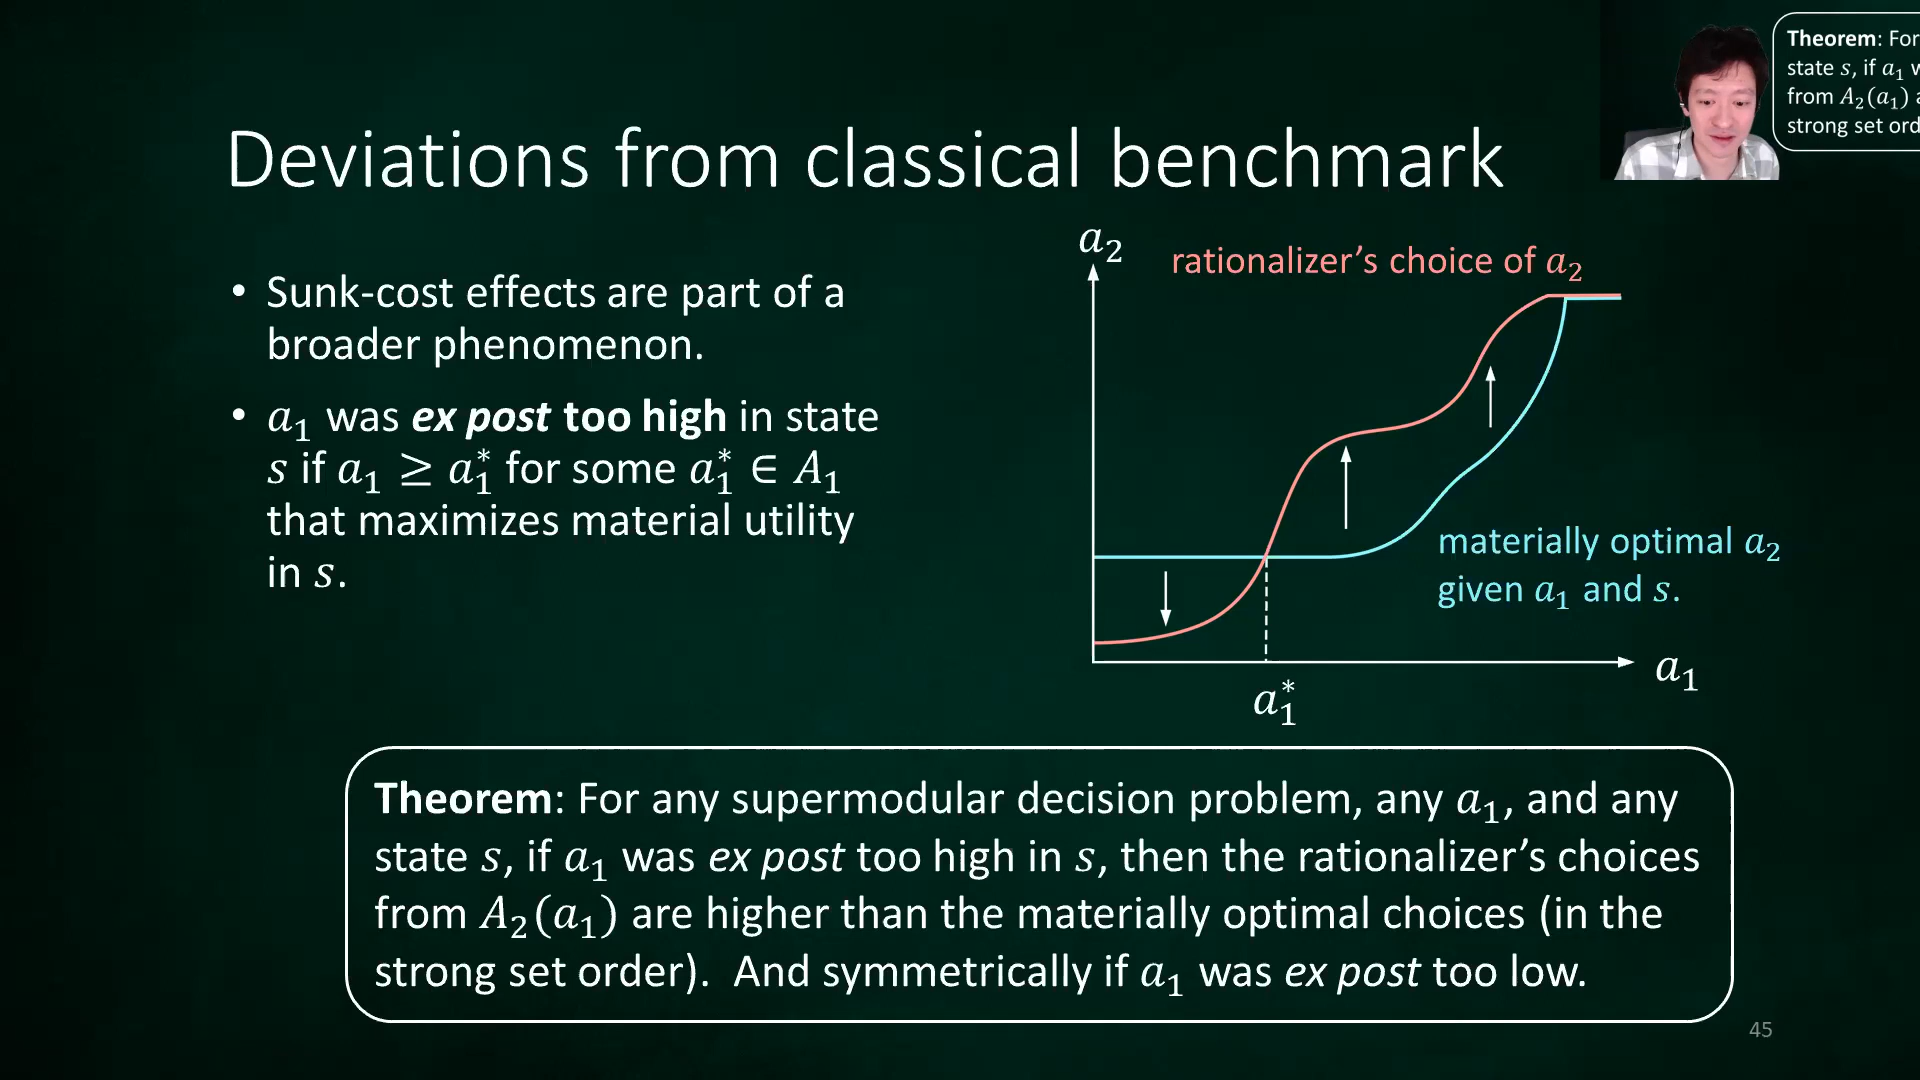 Deviations from classical benchmark
• Sunk-cost effects are part of a
broader phenomenon.
• a₁ was ex post too high in state
s if a₁ ≥ a₁* for some a₁* ∈ A₁
that maximizes material utility
in s.
a₂
rationalizer’s choice of a₂
materially optimal a₂
given a₁ and s.
a₁
a₁*
Theorem: For any supermodular decision problem, any a₁, and any
state s, if a₁ was ex post too high in s, then the rationalizer’s choices
from A₂(a₁) are higher than the materially optimal choices (in the
strong set order). And symmetrically if a₁ was ex post too low.
45
Theorem: For
state s, if a₁
from A₂(a₁)
strong set